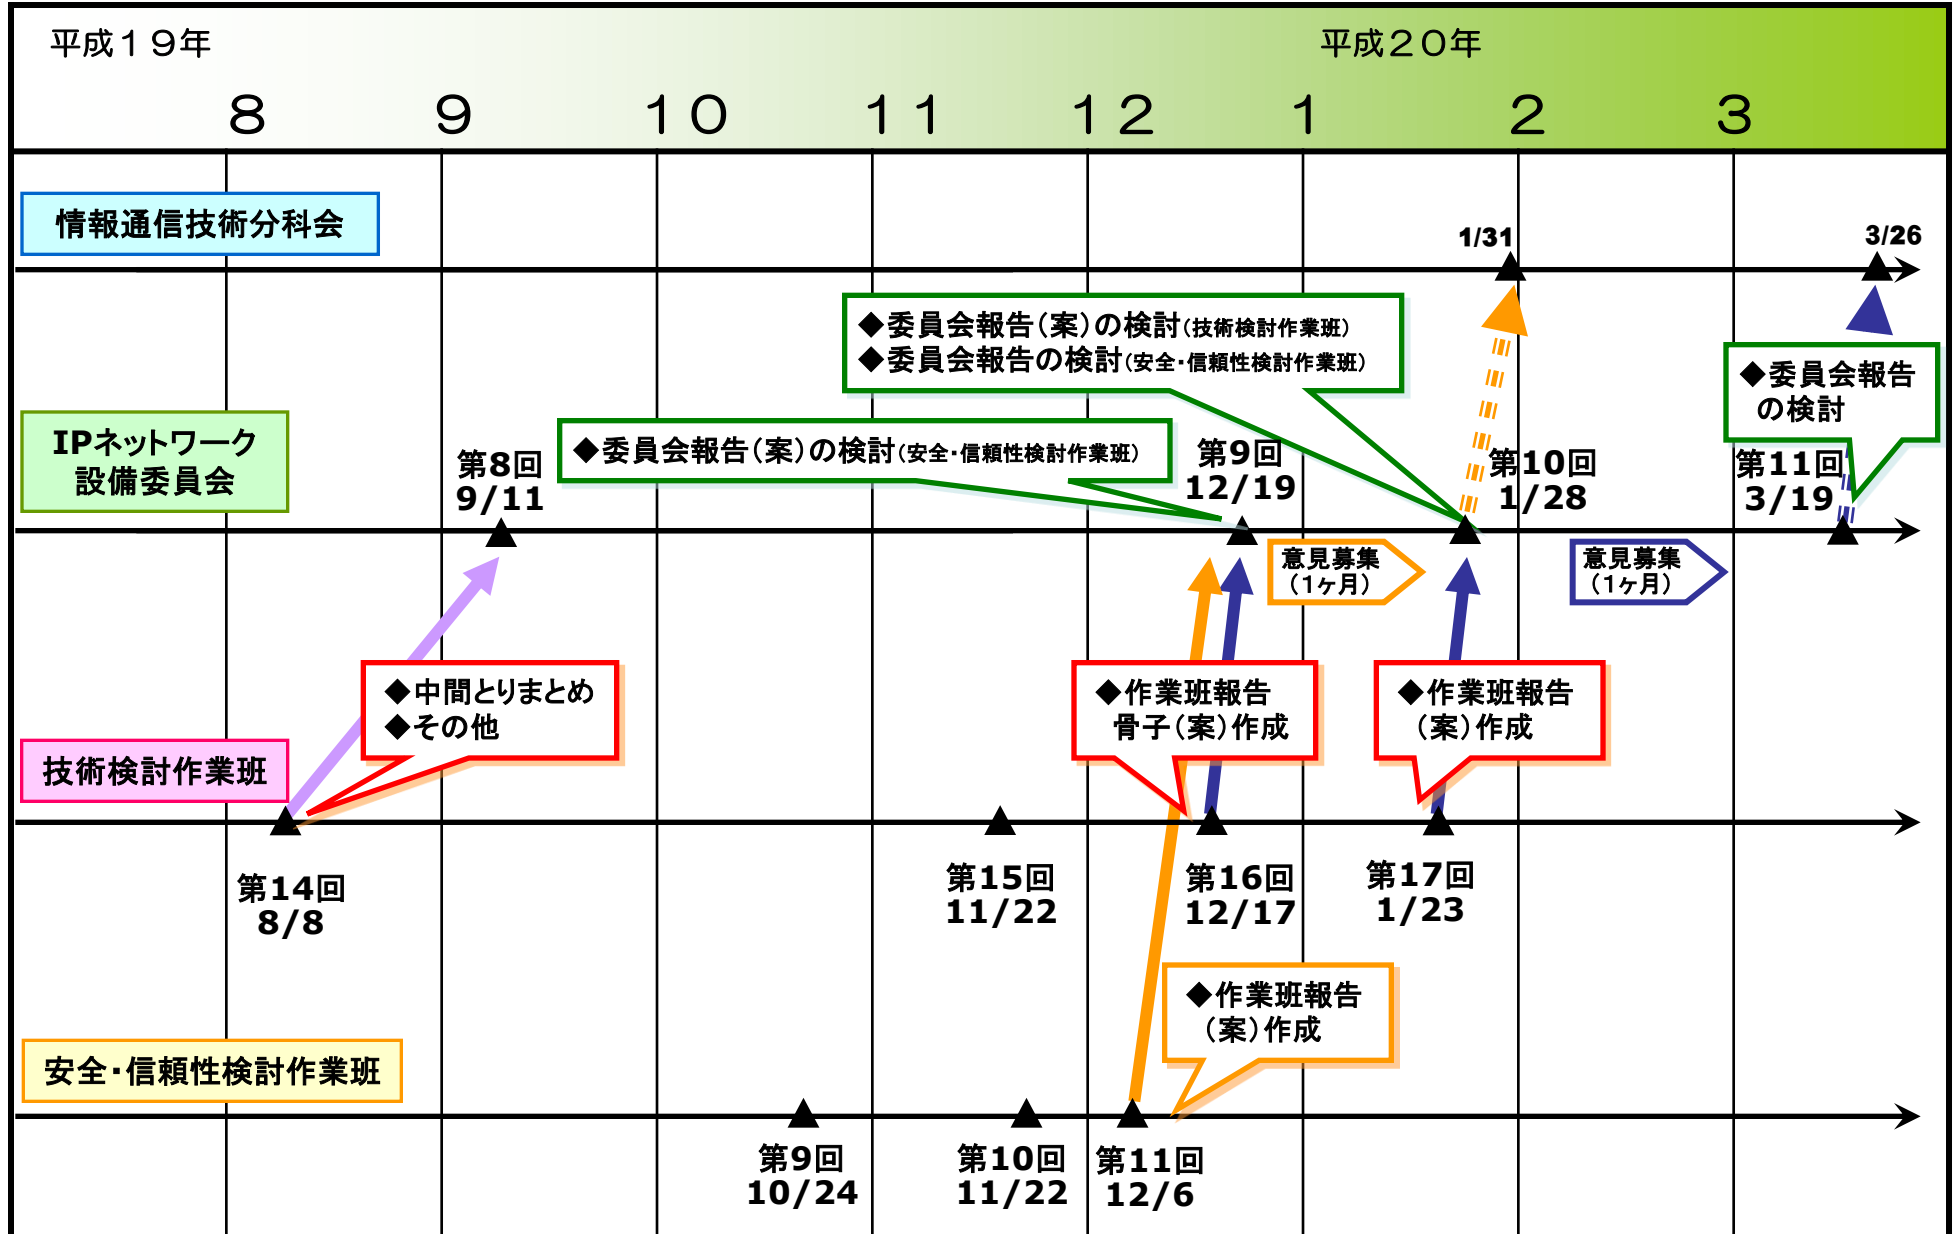 平成１９年
平成２０年
８ ９ １０ １１ １２ １ ２ ３
情報通信技術分科会
1/31
3/26
◆委員会報告（案）の検討（技術検討作業班）
◆委員会報告の検討（安全・信頼性検討作業班）
◆委員会報告
の検討
IPネットワーク
設備委員会
第8回
9/11
◆委員会報告（案）の検討（安全・信頼性検討作業班）
第9回
12/19
第10回
1/28
第11回
3/19
意見募集
（１ヶ月）
意見募集
（１ヶ月）
◆中間とりまとめ
◆その他
◆作業班報告
骨子（案）作成
◆作業班報告
（案）作成
技術検討作業班
第14回
8/8
第15回
11/22
第16回
12/17
第17回
1/23
◆作業班報告
（案）作成
安全・信頼性検討作業班
第9回
10/24
第10回
11/22
第11回
12/6